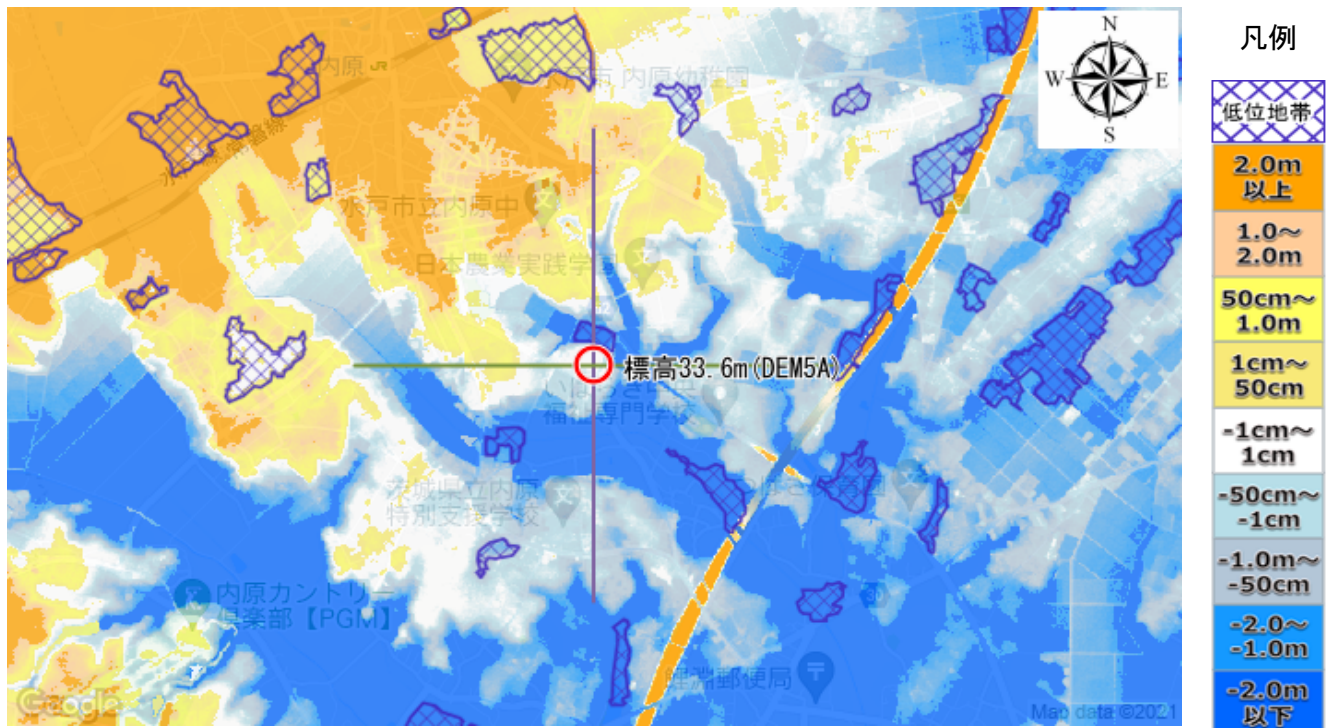 内原
内原幼稚園
水戸市立内原中
日本農業実践学園
標高33.6m(DEM5A)
福祉専門学校
茨城県立内原
特別支援学校
内原カントリー
倶楽部【PGM】
鯉淵郵便局
Google
Map data ©2021
N
W
E
S
凡例
低位地帯
2.0m
以上
1.0～
2.0m
50cm～
1.0m
1cm～
50cm
-1cm～
1cm
-50cm～
-1cm
-1.0m～
-50cm
-2.0～
-1.0m
-2.0m
以下